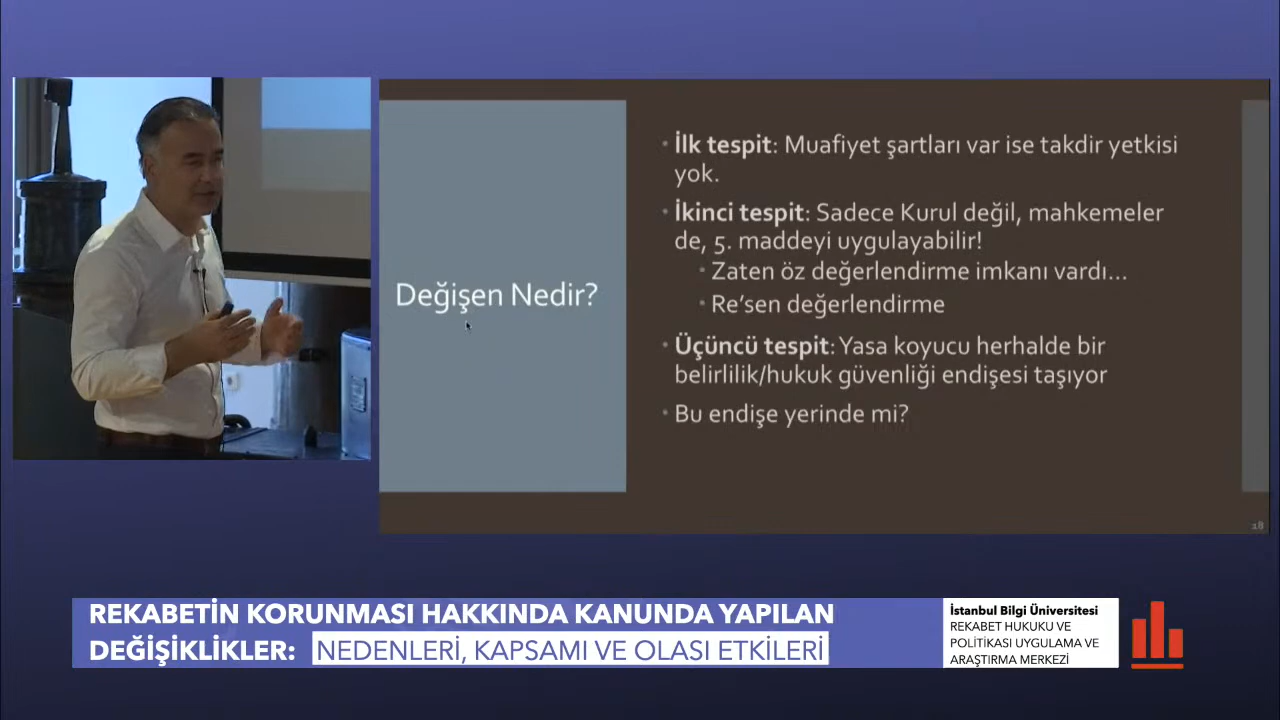 Değişen Nedir?
• İlk tespit: Muafiyet şartları var ise takdir yetkisi
yok.
• İkinci tespit: Sadece Kurul değil, mahkemeler
de, 5. maddeyi uygulayabilir!
• Zaten öz değerlendirme imkanı vardı…
• Re’sen değerlendirme
• Üçüncü tespit: Yasa koyucu herhalde bir
belirlilik/hukuk güvenliği endişesi taşıyor
• Bu endişe yerinde mi?
18
REKABETİN KORUNMASI HAKKINDA KANUNDA YAPILAN
DEĞİŞİKLİKLER: NEDENLERİ, KAPSAMI VE OLASI ETKİLERİ
İstanbul Bilgi Üniversitesi
REKABET HUKUKU VE
POLİTİKASI UYGULAMA VE
ARAŞTIRMA MERKEZİ